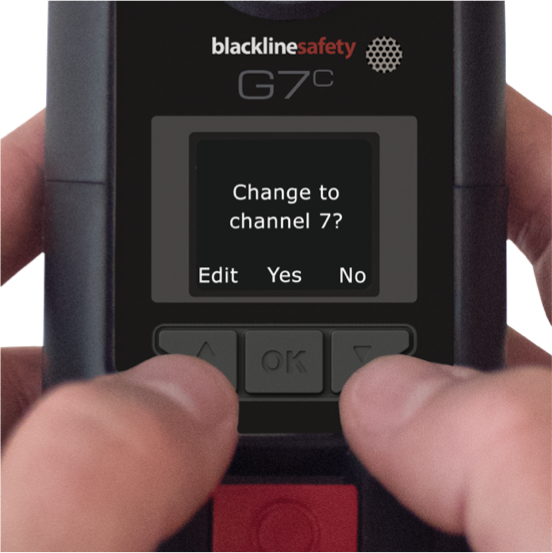 blacklinesafety
G7c
Change to
channel 7?
Edit Yes No
OK